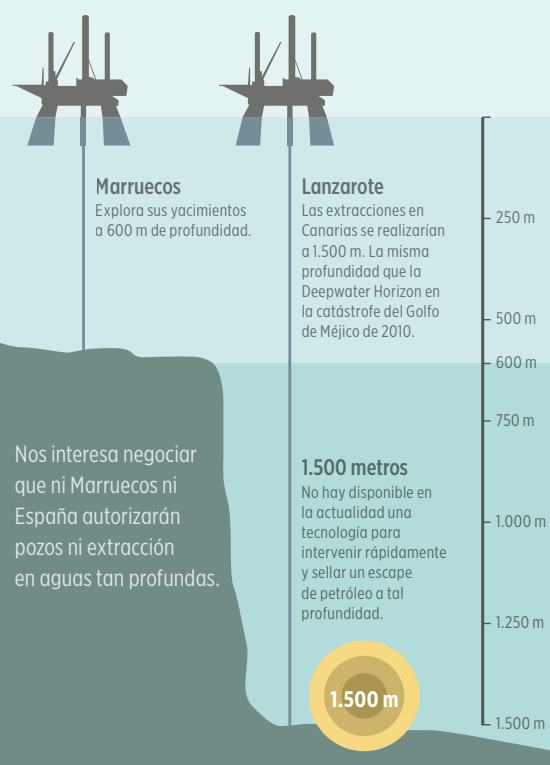 Marruecos
Explora sus yacimientos
a 600 m de profundidad.
Lanzarote
Las extracciones en
Canarias se realizarían
a 1.500 m. La misma
profundidad que la
Deepwater Horizon en
la catástrofe del Golfo
de Méjico de 2010.
250 m
500 m
600 m
750 m
1.000 m
1.250 m
1.500 m
Nos interesa negociar
que ni Marruecos ni
España autorizarán
pozos ni extracción
en aguas tan profundas.
1.500 metros
No hay disponible en
la actualidad una
tecnología para
intervenir rápidamente
y sellar un escape
de petróleo a tal
profundidad.
1.500 m